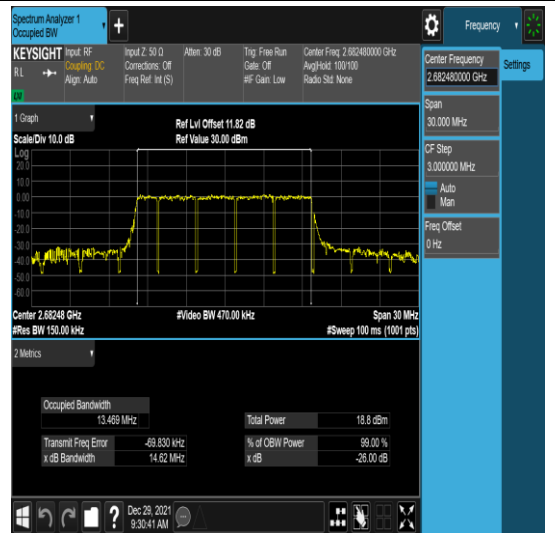 Spectrum Analyzer 1
Occupied BW
+
Frequency
KEYSIGHT
RL
Input: RF
Coupling: DC
Align: Auto
Input Z: 50 Ω
Corrections: Off
Freq Ref: Int (S)
Atten: 30 dB
Trig: Free Run
Gate: Off
#IF Gain: Low
Center Freq: 2.682480000 GHz
Avg|Hold: 100/100
Radio Std: None
Center Frequency
2.682480000 GHz
Settings
Span
30.000 MHz
CF Step
3.000000 MHz
Auto
Man
Freq Offset
0 Hz
1 Graph
Scale/Div 10.0 dB
Ref Lvl Offset 11.82 dB
Ref Value 30.00 dBm
Log
20.0
10.0
0.00
-10.0
-20.0
-30.0
-40.0
-50.0
-60.0
Center 2.68248 GHz
#Res BW 150.00 kHz
#Video BW 470.00 kHz
Span 30 MHz
#Sweep 100 ms (1001 pts)
2 Metrics
Occupied Bandwidth
13.469 MHz
Transmit Freq Error -69.830 kHz
x dB Bandwidth 14.62 MHz
Total Power 18.8 dBm
% of OBW Power 99.00 %
x dB -26.00 dB
?
Dec 29, 2021
9:30:41 AM